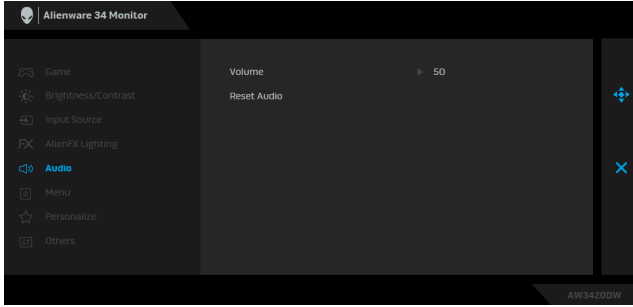 Alienware 34 Monitor
Game
Volume 50
Brightness/Contrast
Reset Audio
Input Source
AlienFX Lighting
Audio
Menu
Personalize
Others
AW3420DW